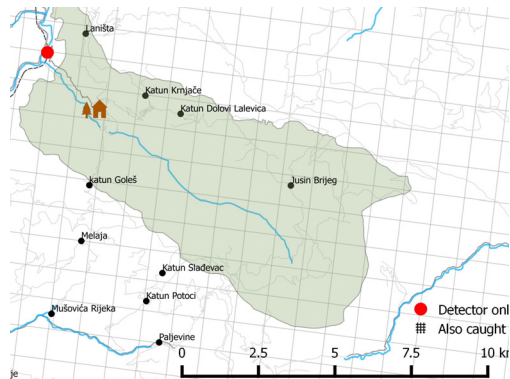 Laništa
Katun Krnjače
Katun Dolovi Lalevica
katun Goleš
Jusin Brijeg
Melaja
Katun Slađevac
Katun Potoci
Mušovića Rijeka
Detector onl
Also caught
Paljevine
0 2.5 5 7.5 10 km
je